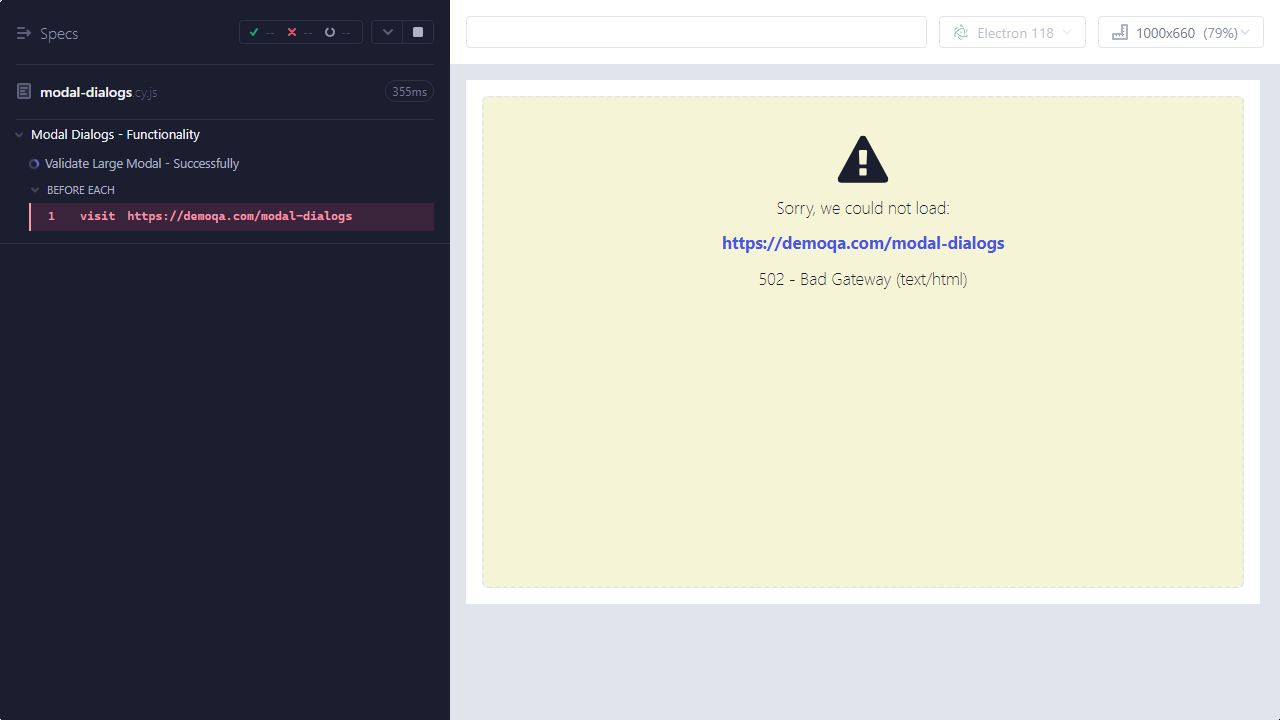 Specs
-- -- --
modal-dialogs.cy.js 355ms
Modal Dialogs - Functionality
Validate Large Modal - Successfully
BEFORE EACH
1 visit https://demoqa.com/modal-dialogs
Electron 118
1000x660 (79%)
Sorry, we could not load:
https://demoqa.com/modal-dialogs
502 - Bad Gateway (text/html)